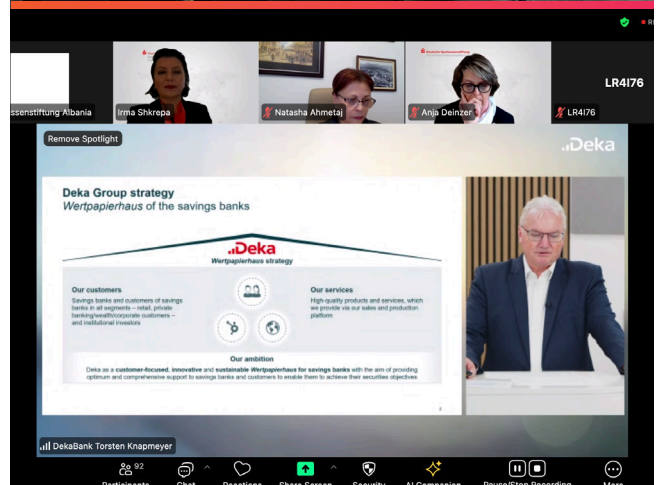 RE
ssenstiftung Albania
Irma Shkrepa
Natasha Ahmetaj
Deutsche Sparkassenstiftung
Anja Deinzer
LR4I76
LR4I76
Remove Spotlight
Deka
Deka Group strategy
Wertpapierhaus of the savings banks
Deka
Wertpapierhaus strategy
Our customers
Savings banks and customers of savings
banks in all segments – retail, private
banking/wealth/corporate customers –
and institutional investors
Our services
High-quality products and services, which
we provide via our sales and production
platform
Our ambition
Deka as a customer-focused, innovative and sustainable Wertpapierhaus for savings banks with the aim of providing
optimum and comprehensive support to savings banks and customers to enable them to achieve their securities objectives
DekaBank Torsten Knapmeyer
92
Participants
Chat
Reactions
Share Screen
Security
AI Companion
Pause/Stop Recording
More